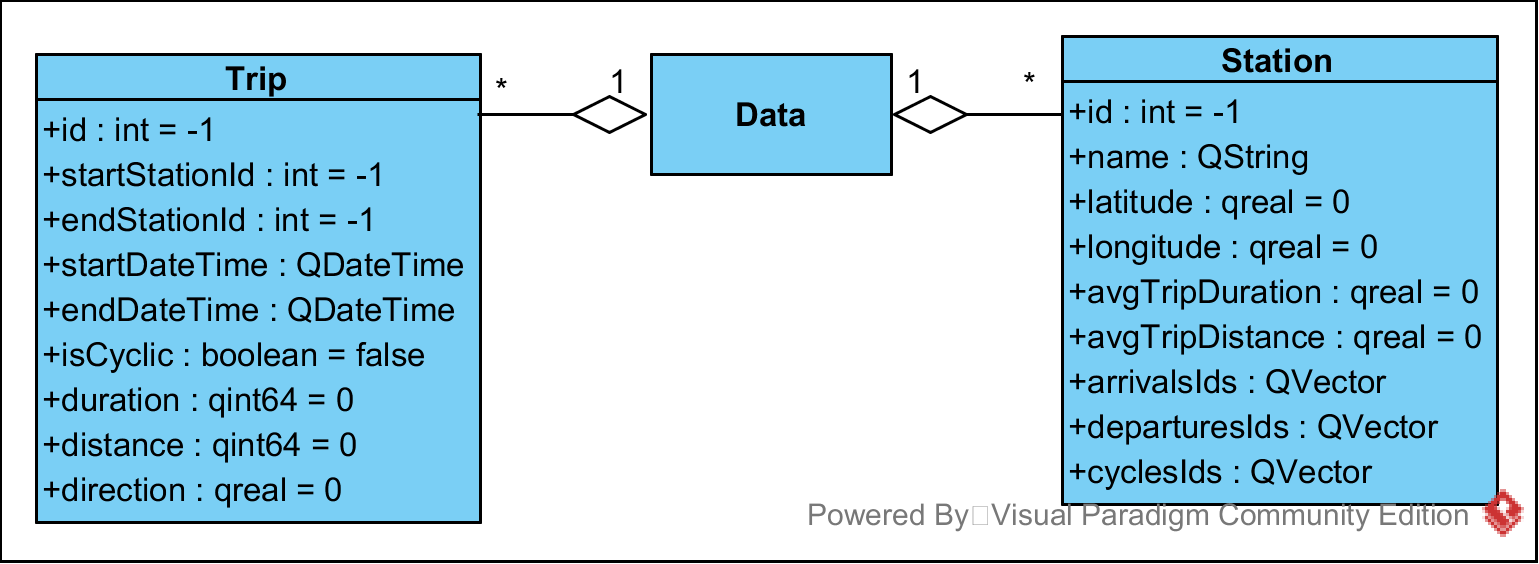 Trip
+id : int = -1
+startStationId : int = -1
+endStationId : int = -1
+startDateTime : QDateTime
+endDateTime : QDateTime
+isCyclic : boolean = false
+duration : qint64 = 0
+distance : qint64 = 0
+direction : qreal = 0
*
1
Data
1
*
Station
+id : int = -1
+name : QString
+latitude : qreal = 0
+longitude : qreal = 0
+avgTripDuration : qreal = 0
+avgTripDistance : qreal = 0
+arrivalsIds : QVector
+departuresIds : QVector
+cyclesIds : QVector
Powered By Visual Paradigm Community Edition